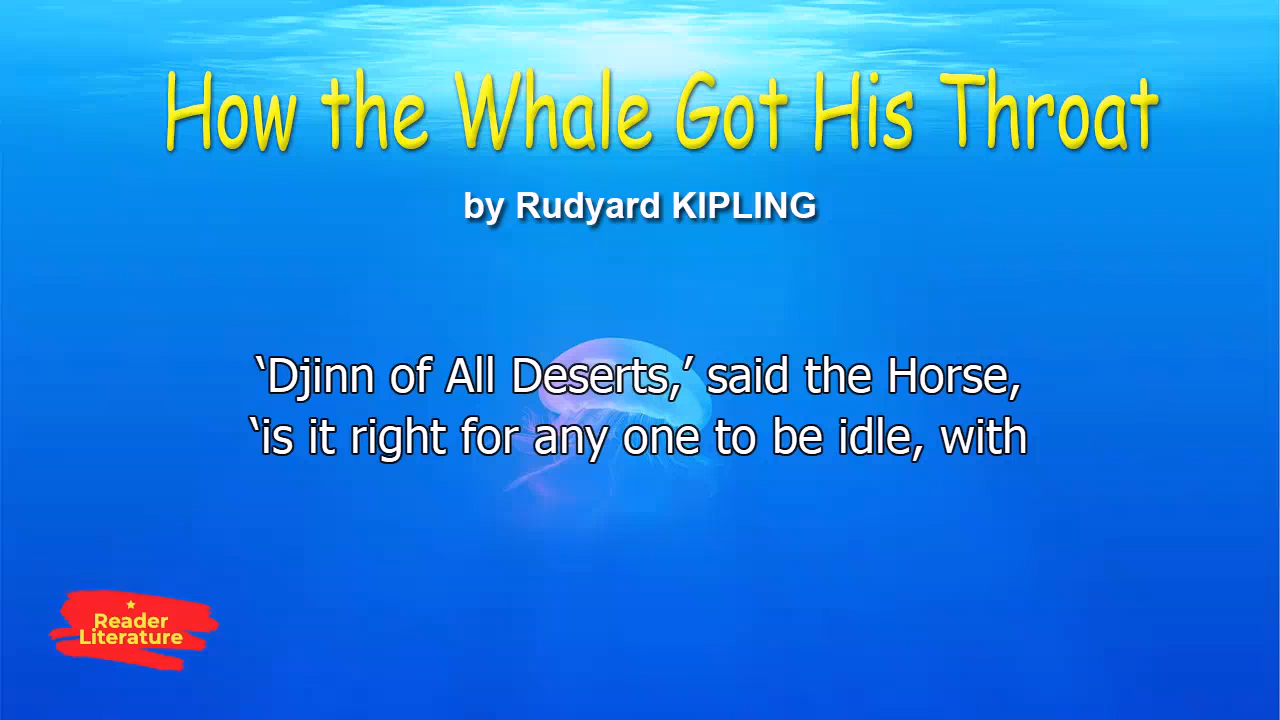 How the Whale Got His Throat
by Rudyard KIPLING
‘Djinn of All Deserts,’ said the Horse,
‘is it right for any one to be idle, with
Reader
Literature